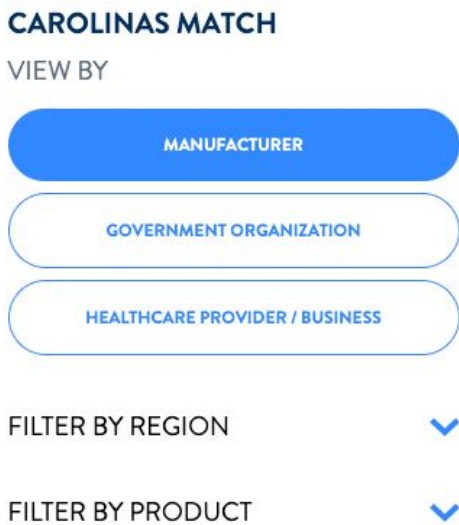 CAROLINAS MATCH
VIEW BY
MANUFACTURER
GOVERNMENT ORGANIZATION
HEALTHCARE PROVIDER / BUSINESS
FILTER BY REGION
FILTER BY PRODUCT